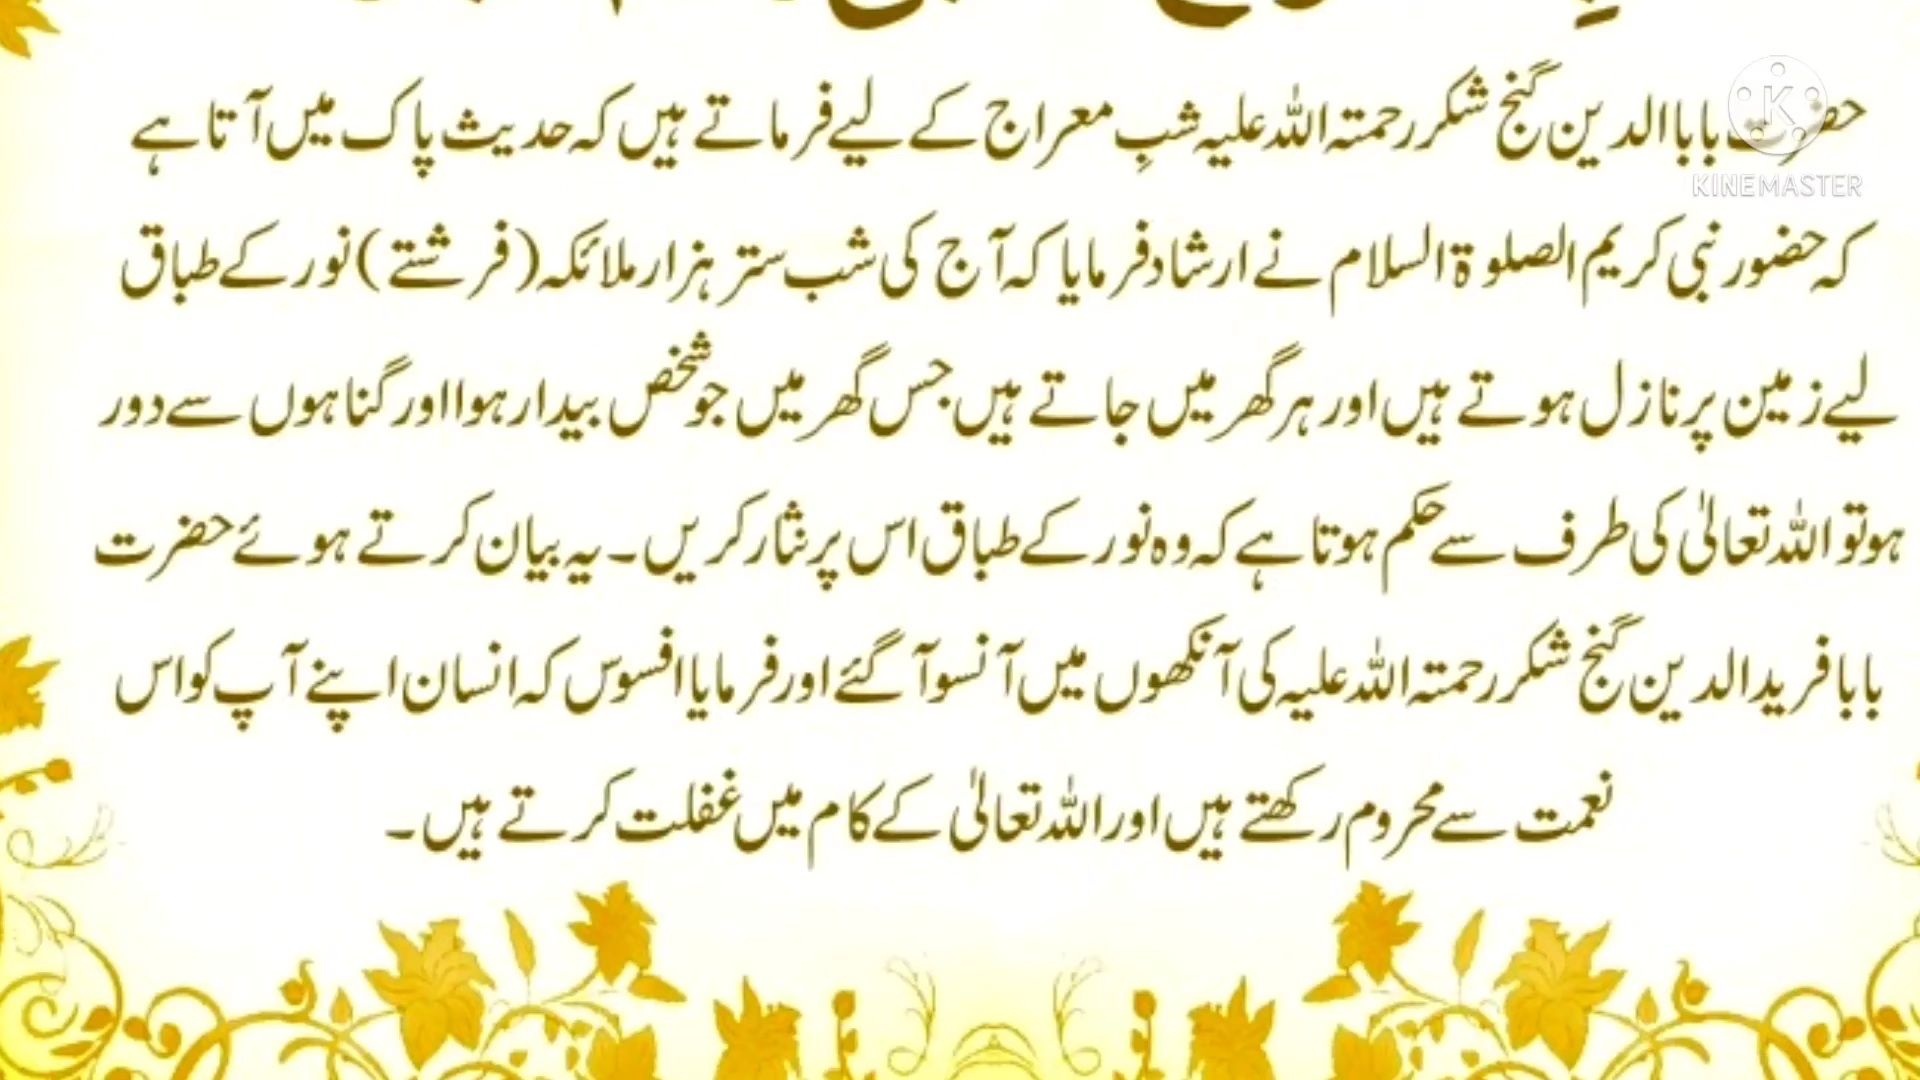 حضرت بابا الدین گنج شکر رحمتہ اللہ علیہ شبِ معراج کے لیے فرماتے ہیں کہ حدیث پاک میں آتا ہے
KINEMASTER
کہ حضور نبی کریم الصلوۃ السلام نے ارشاد فرمایا کہ آج کی شب ستر ہزار ملائکہ (فرشتے) نور کے طباق
لیے زمین پر نازل ہوتے ہیں اور ہر گھر میں جاتے ہیں جس گھر میں جو شخص بیدار ہوا اور گناہوں سے دور
ہو تو اللہ تعالیٰ کی طرف سے حکم ہوتا ہے کہ وہ نور کے طباق اس پر نثار کریں۔ یہ بیان کرتے ہوئے حضرت
بابا فرید الدین گنج شکر رحمتہ اللہ علیہ کی آنکھوں میں آنسو آ گئے اور فرمایا افسوس کہ انسان اپنے آپ کو اس
نعمت سے محروم رکھتے ہیں اور اللہ تعالیٰ کے کام میں غفلت کرتے ہیں۔